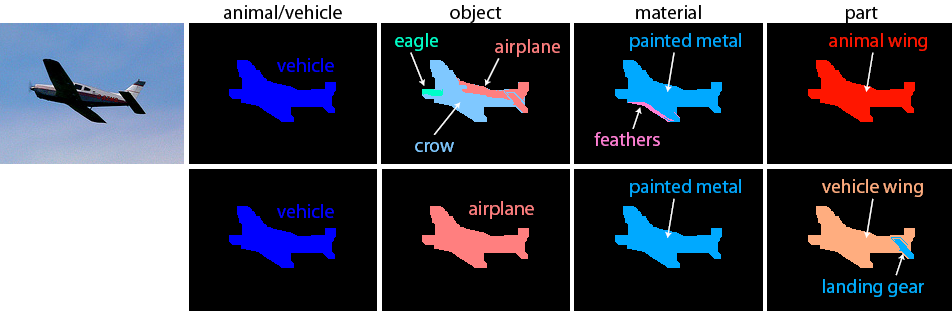 animal/vehicle object material part
vehicle
eagle
airplane
crow
painted metal
feathers
animal wing
vehicle
airplane
painted metal
vehicle wing
landing gear